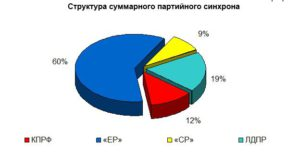 Структура суммарного партийного синхрона
9%
60%
19%
12%
КПРФ «ЕР» «СР» ЛДПР